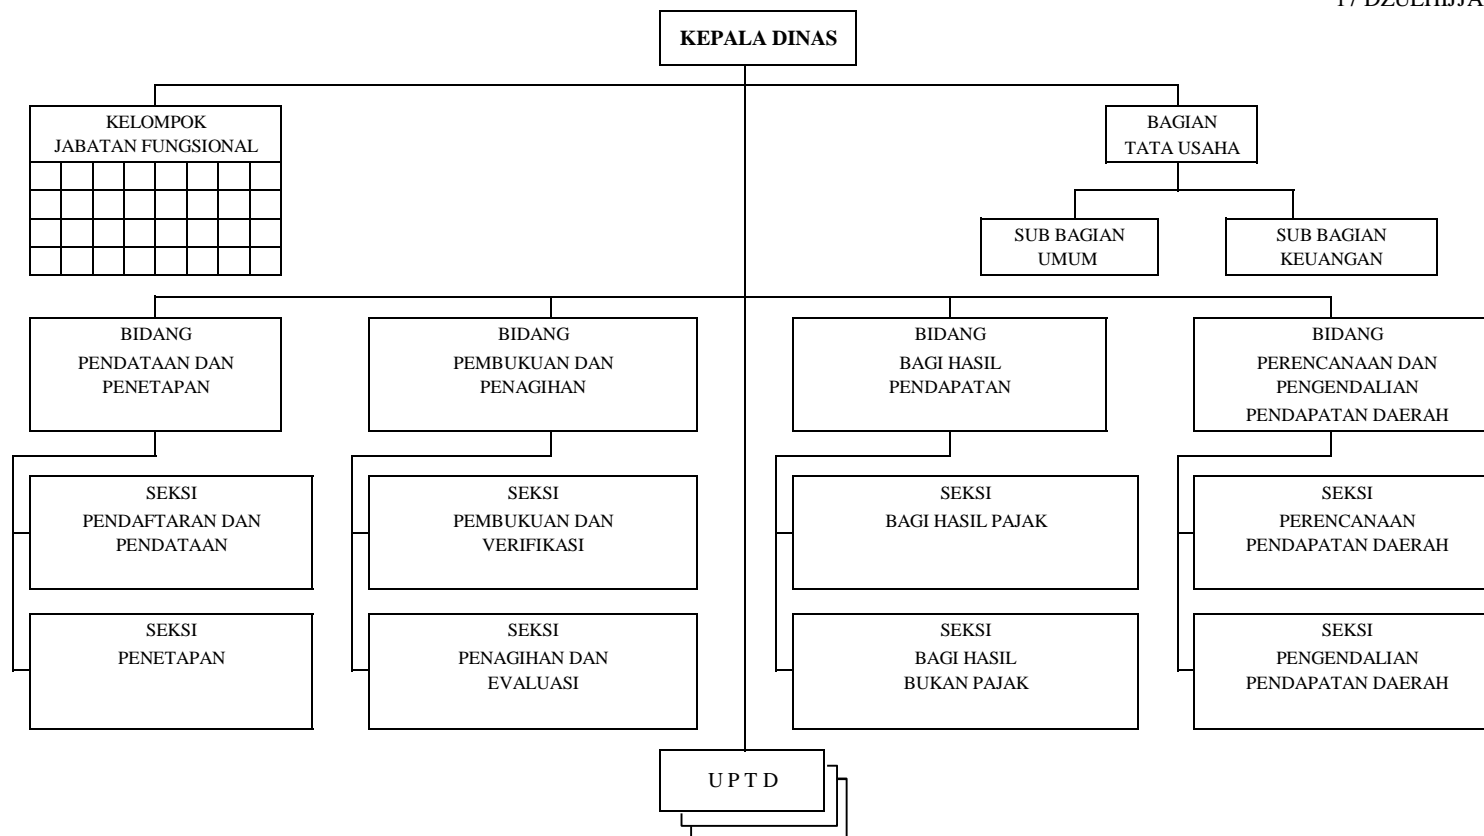 KEPALA DINAS
KELOMPOK
JABATAN FUNGSIONAL
BAGIAN
TATA USAHA
SUB BAGIAN
UMUM
SUB BAGIAN
KEUANGAN
BIDANG
PENDATAAN DAN
PENETAPAN
BIDANG
PEMBUKUAN DAN
PENAGIHAN
BIDANG
BAGI HASIL
PENDAPATAN
BIDANG
PERENCANAAN DAN
PENGENDALIAN
PENDAPATAN DAERAH
SEKSI
PENDAFTARAN DAN
PENDATAAN
SEKSI
PEMBUKUAN DAN
VERIFIKASI
SEKSI
BAGI HASIL PAJAK
SEKSI
PERENCANAAN
PENDAPATAN DAERAH
SEKSI
PENETAPAN
SEKSI
PENAGIHAN DAN
EVALUASI
SEKSI
BAGI HASIL
BUKAN PAJAK
SEKSI
PENGENDALIAN
PENDAPATAN DAERAH
U P T D